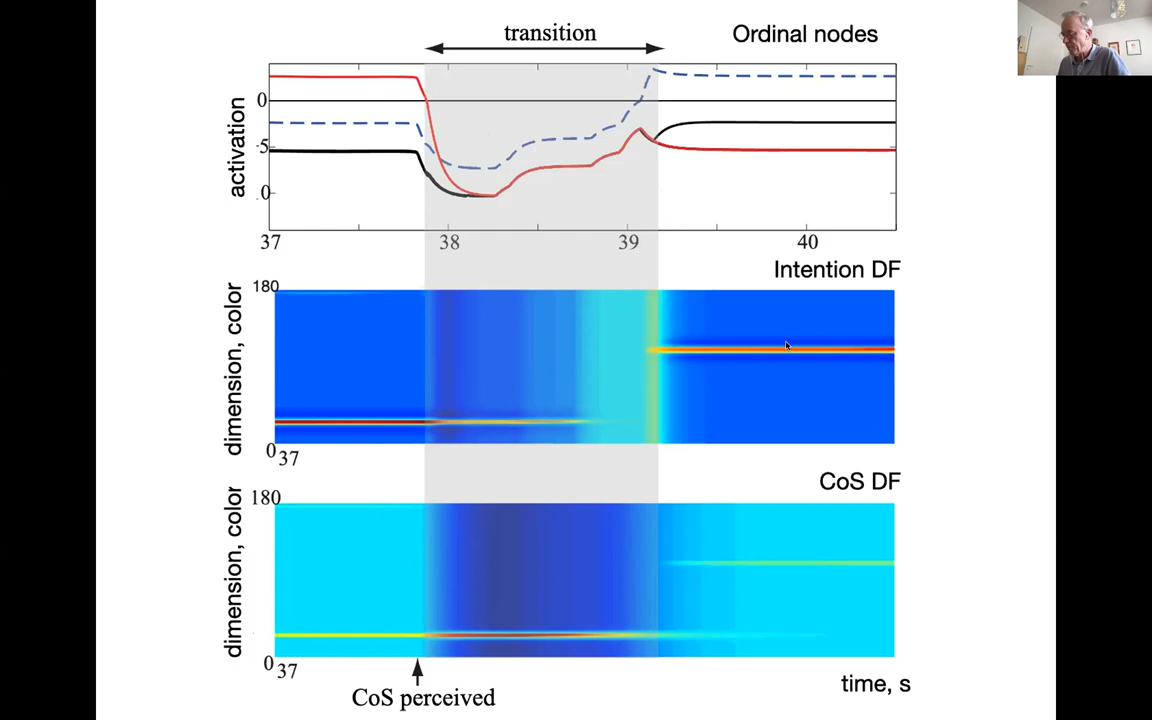 transition
Ordinal nodes
activation
0
-5
0
37 38 39 40
Intention DF
dimension, color
180
0
37
CoS DF
dimension, color
180
0
37
CoS perceived
time, s